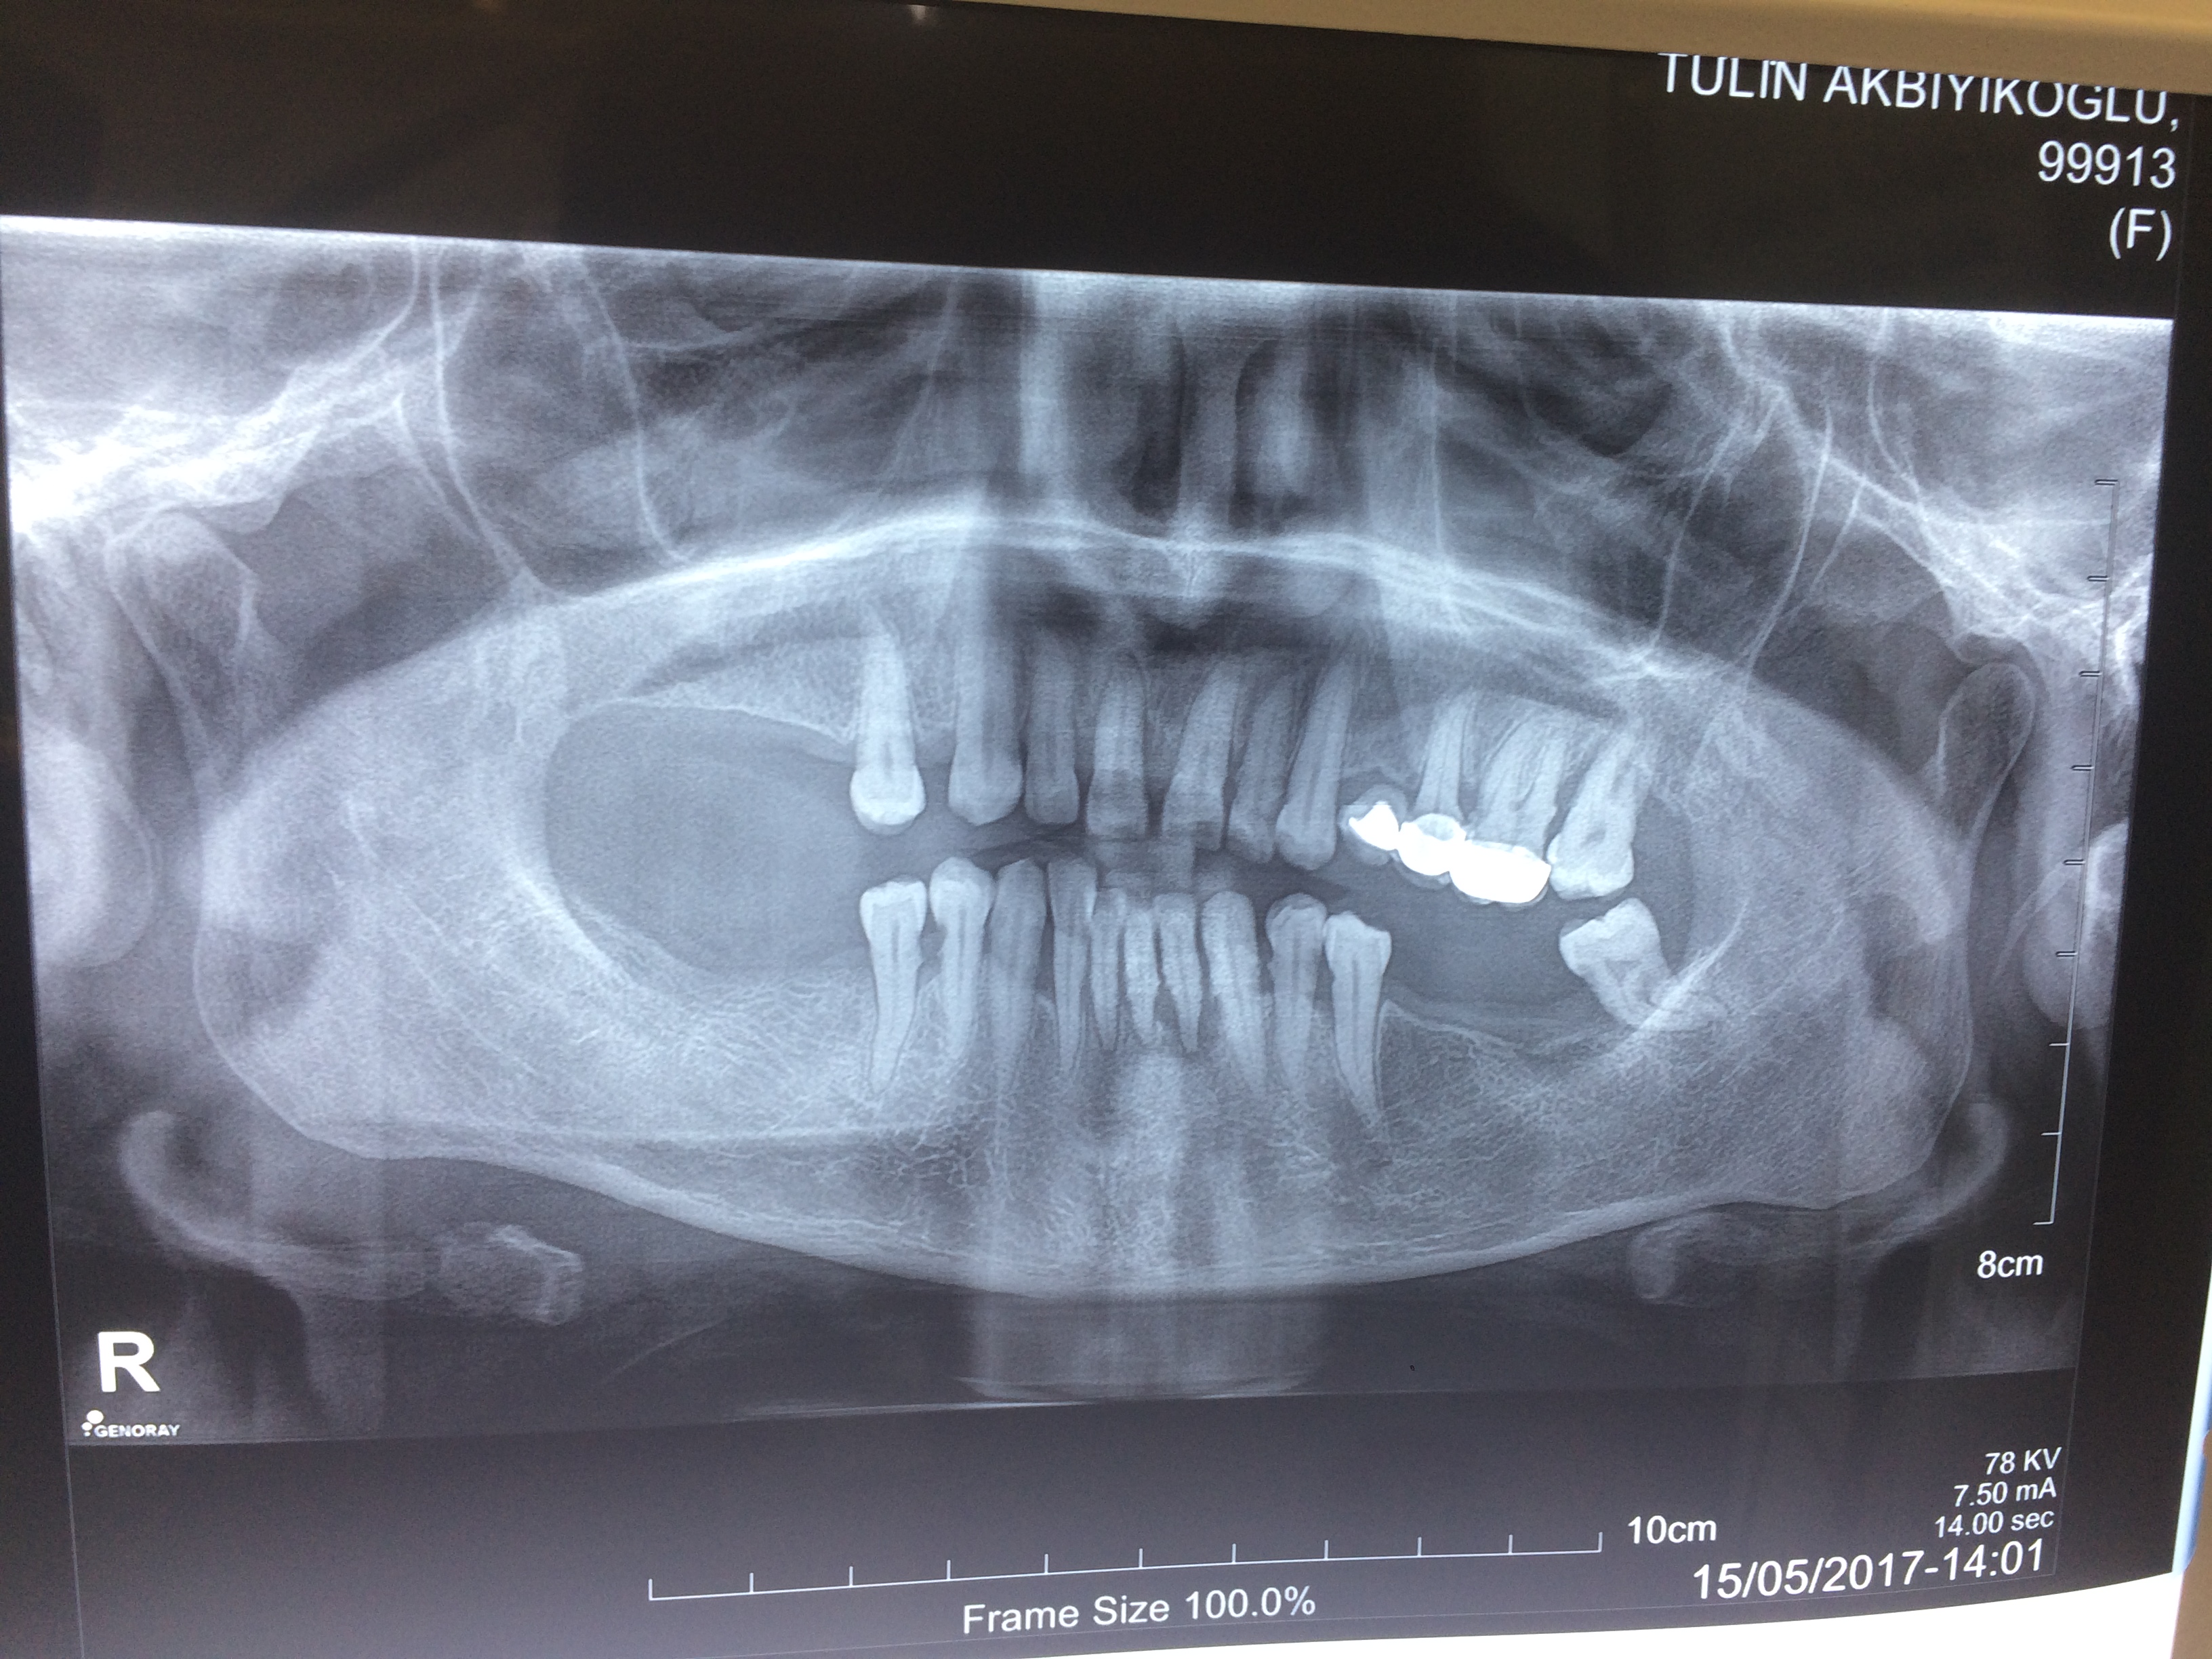 TULİN AKBIYIKOGLU,
99913
(F)
8cm
R
GENORAY
78 KV
7.50 mA
14.00 sec
10cm
15/05/2017-14:01
Frame Size 100.0%